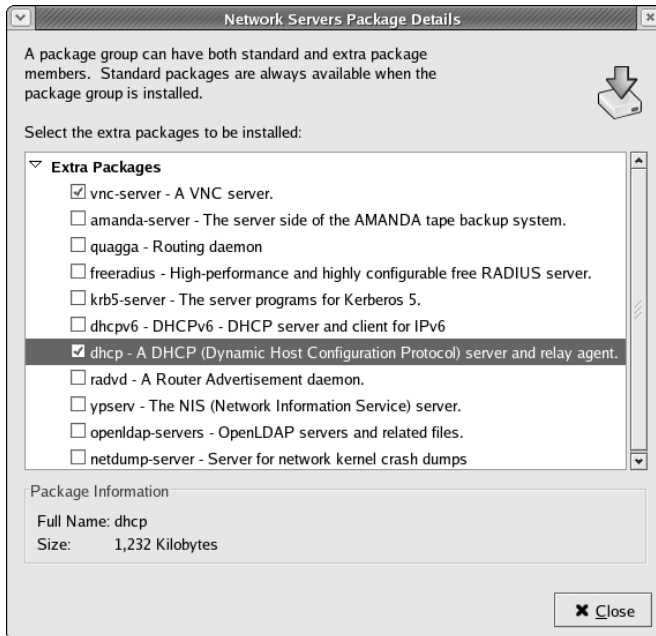 Network Servers Package Details
A package group can have both standard and extra package
members. Standard packages are always available when the
package group is installed.
Select the extra packages to be installed:
Extra Packages
vnc-server - A VNC server.
amanda-server - The server side of the AMANDA tape backup system.
quagga - Routing daemon
freeradius - High-performance and highly configurable free RADIUS server.
krb5-server - The server programs for Kerberos 5.
dhcpv6 - DHCPv6 - DHCP server and client for IPv6
dhcp - A DHCP (Dynamic Host Configuration Protocol) server and relay agent.
radvd - A Router Advertisement daemon.
ypserv - The NIS (Network Information Service) server.
openldap-servers - OpenLDAP servers and related files.
netdump-server - Server for network kernel crash dumps
Package Information
Full Name: dhcp
Size: 1,232 Kilobytes
Close